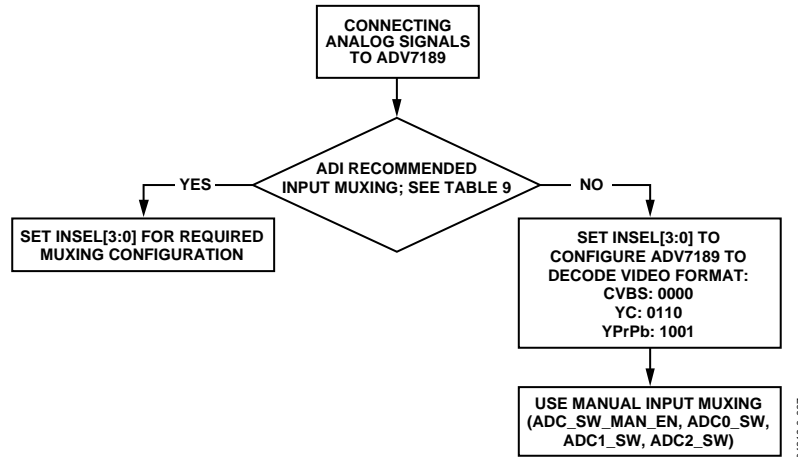 CONNECTING
ANALOG SIGNALS
TO ADV7189
ADI RECOMMENDED
INPUT MUXING; SEE TABLE 9
YES
NO
SET INSEL[3:0] FOR REQUIRED
MUXING CONFIGURATION
SET INSEL[3:0] TO
CONFIGURE ADV7189 TO
DECODE VIDEO FORMAT:
CVBS: 0000
YC: 0110
YPrPb: 1001
USE MANUAL INPUT MUXING
(ADC_SW_MAN_EN, ADC0_SW,
ADC1_SW, ADC2_SW)